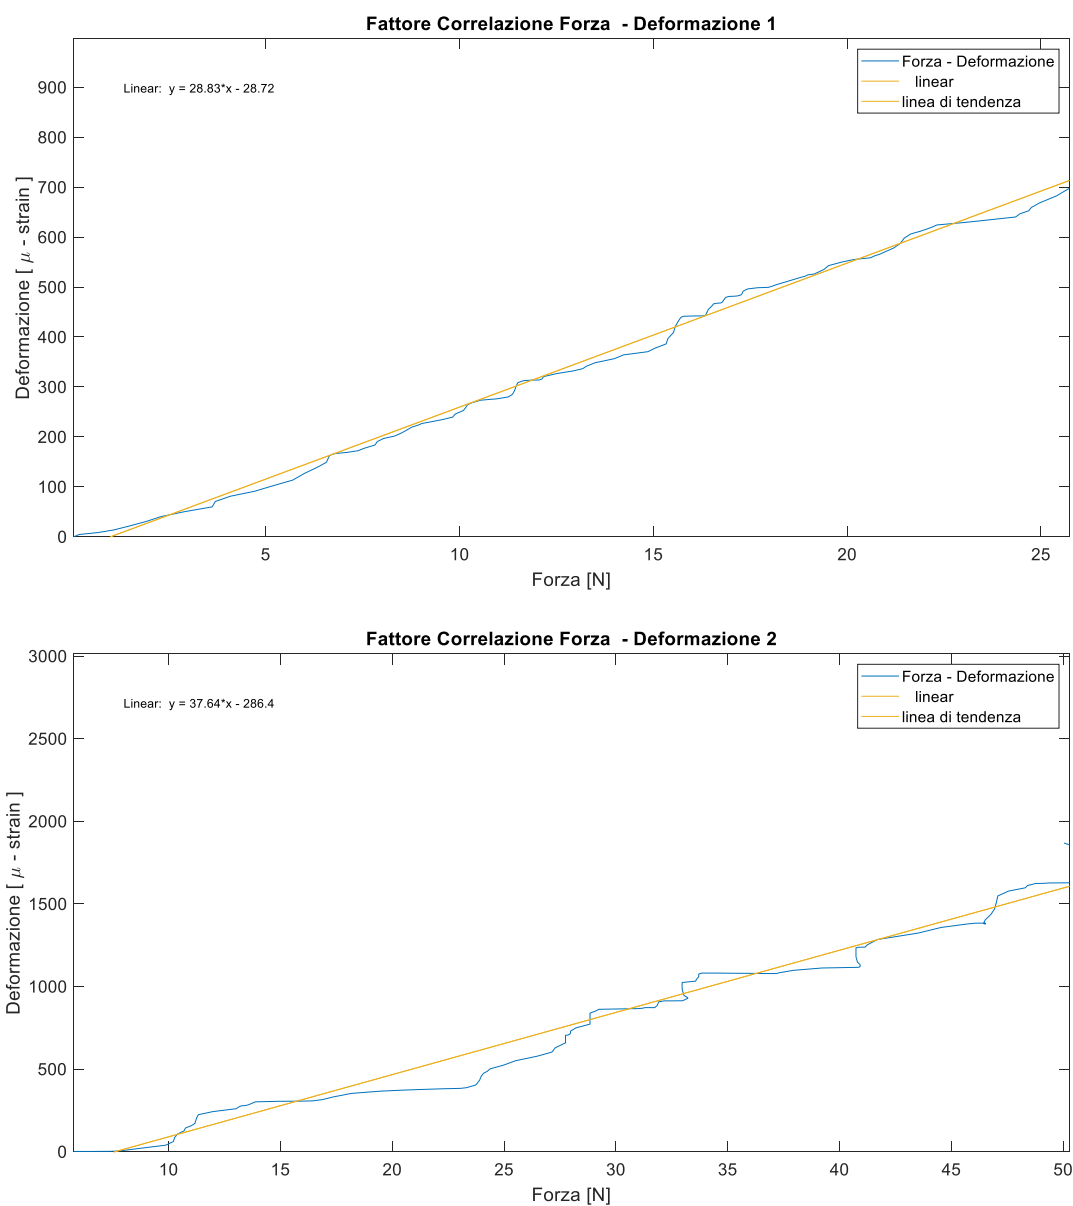 Fattore Correlazione Forza  - Deformazione 1
Linear:  y = 28.83*x - 28.72
Forza - Deformazione
linear
linea di tendenza
900
800
700
600
500
400
300
200
100
0
Deformazione [ μ - strain ]
5 10 15 20 25
Forza [N]
Fattore Correlazione Forza  - Deformazione 2
Linear:  y = 37.64*x - 286.4
Forza - Deformazione
linear
linea di tendenza
3000
2500
2000
1500
1000
500
0
Deformazione [ μ - strain ]
10 15 20 25 30 35 40 45 50
Forza [N]